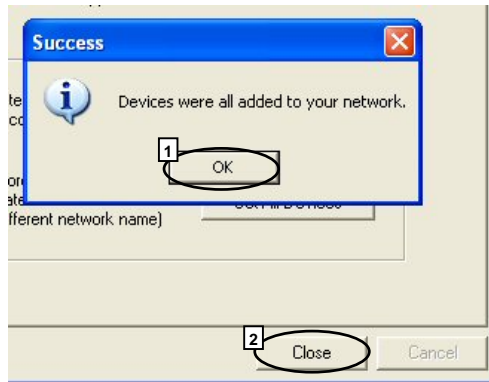 Success
Devices were all added to your network.
1
OK
fferent network name)
2
Close
Cancel